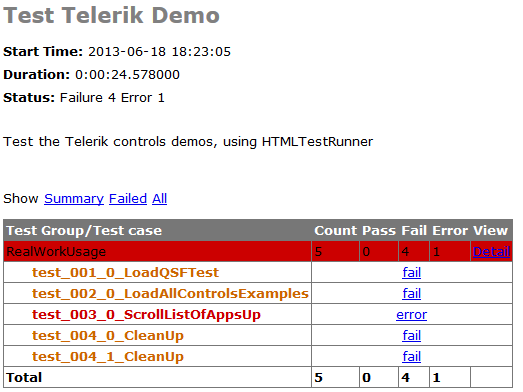 Test Telerik Demo
Start Time: 2013-06-18 18:23:05
Duration: 0:00:24.578000
Status: Failure 4 Error 1
Test the Telerik controls demos, using HTMLTestRunner
Show Summary Failed All
Test Group/Test case Count Pass Fail Error View
RealWorkUsage 5 0 4 1 Detail
test_001_0_LoadQSFTest fail
test_002_0_LoadAllControlsExamples fail
test_003_0_ScrollListOfAppsUp error
test_004_0_CleanUp fail
test_004_1_CleanUp fail
Total 5 0 4 1